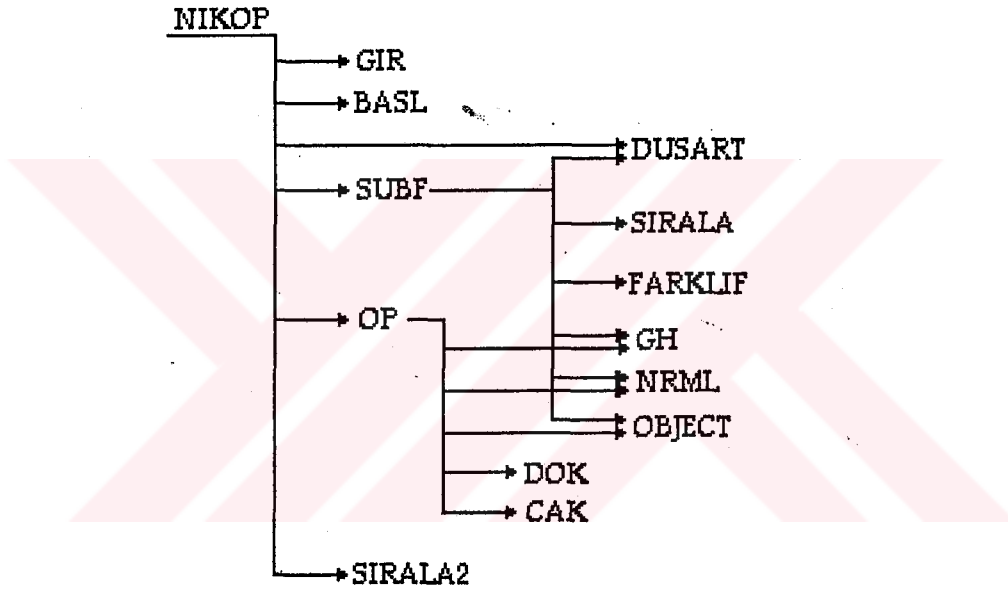 NIKOP
GIR
BASL
DUSART
SUBF
SIRALA
FARKLIF
OP
GH
NRML
OBJECT
DOK
CAK
SIRALA2